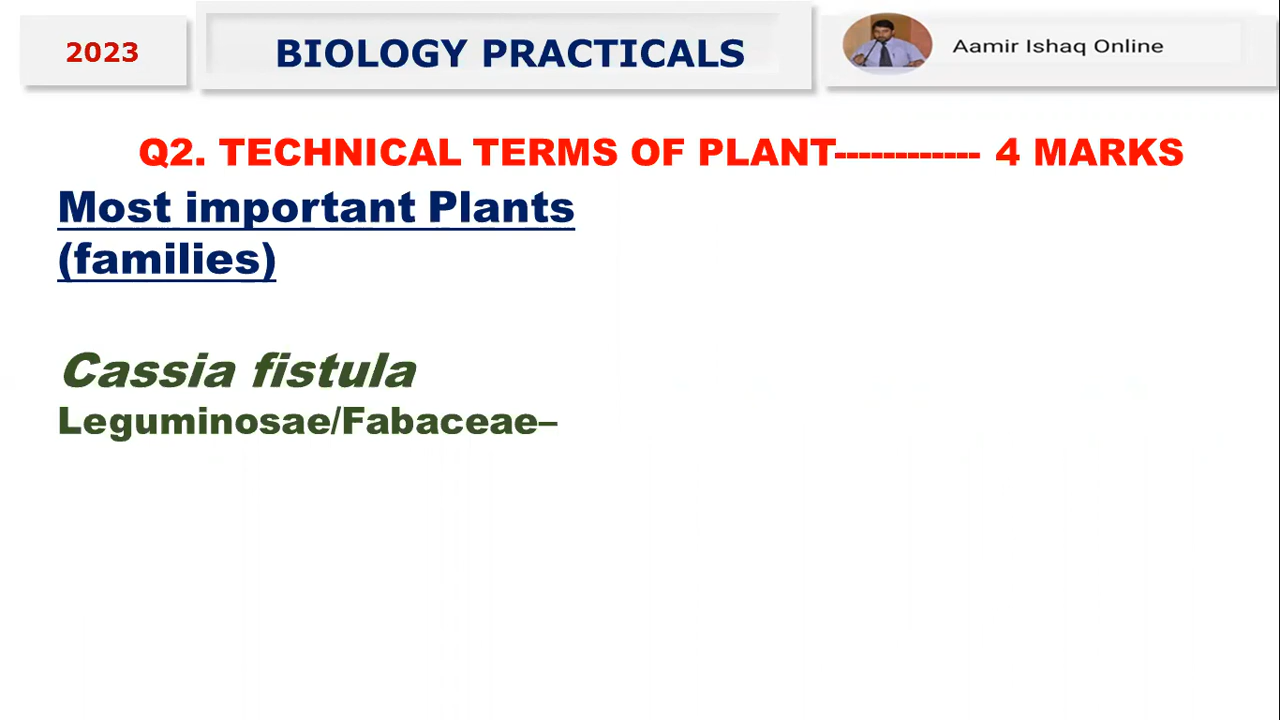 2023
BIOLOGY PRACTICALS
Aamir Ishaq Online
Q2. TECHNICAL TERMS OF PLANT------------ 4 MARKS
Most important Plants
(families)
Cassia fistula
Leguminosae/Fabaceae–